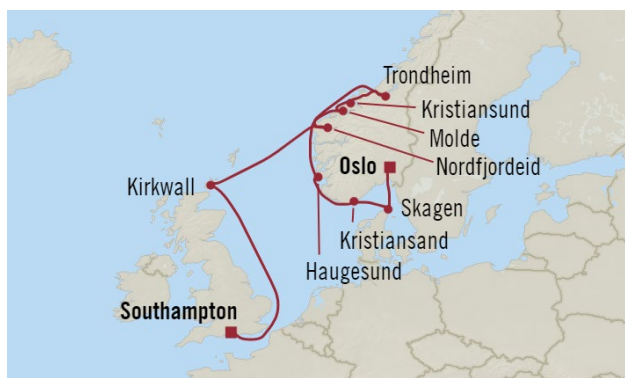 Trondheim
Kristiansund
Molde
Nordfjordeid
Oslo
Kirkwall
Skagen
Kristiansand
Haugesund
Southampton